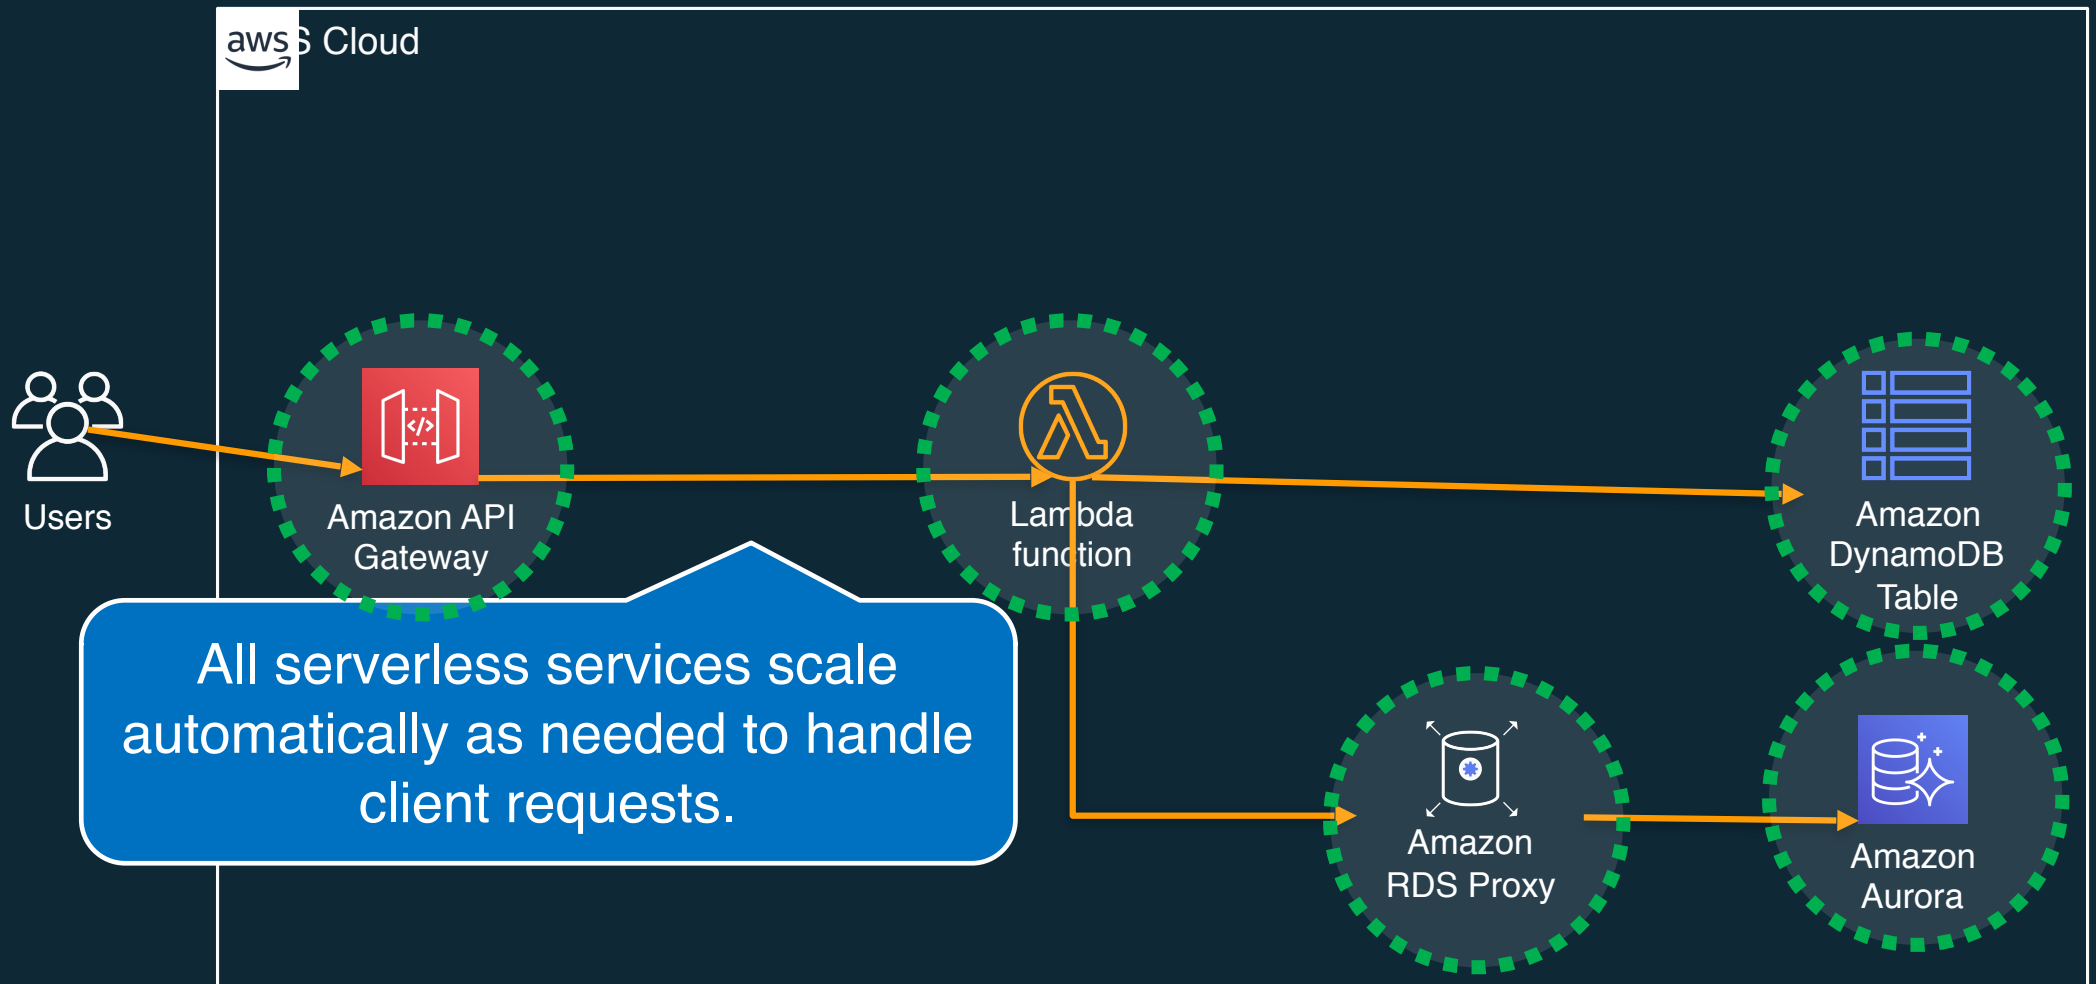 aws
S Cloud
Users
Amazon API
Gateway
Lambda
function
Amazon
DynamoDB
Table
All serverless services scale
automatically as needed to handle
client requests.
Amazon
RDS Proxy
Amazon
Aurora